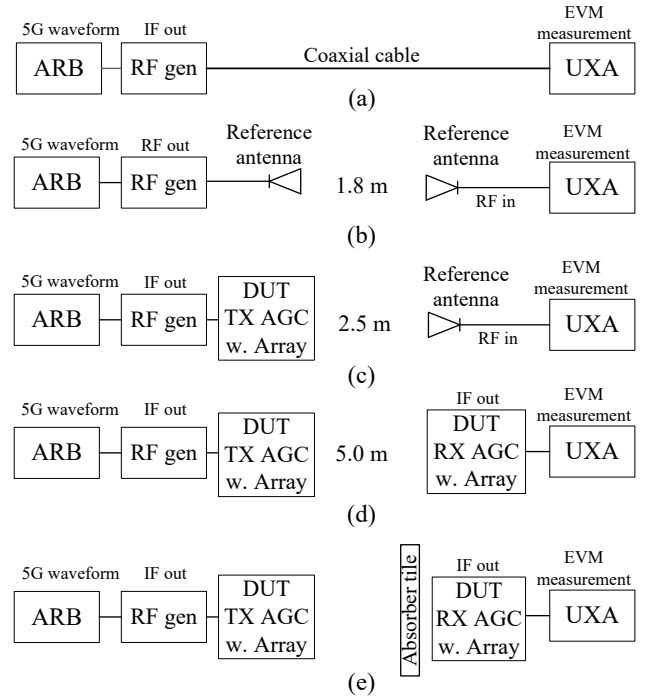 5G waveform IF out EVM measurement
ARB RF gen Coaxial cable UXA
(a)
5G waveform RF out Reference antenna Reference antenna EVM measurement
ARB RF gen 1.8 m RF in UXA
(b)
5G waveform IF out DUT TX AGC w. Array Reference antenna EVM measurement
ARB RF gen 2.5 m RF in UXA
(c)
5G waveform IF out DUT TX AGC w. Array IF out DUT RX AGC w. Array EVM measurement
ARB RF gen 5.0 m UXA
(d)
5G waveform IF out DUT TX AGC w. Array Absorber tile IF out DUT RX AGC w. Array EVM measurement
ARB RF gen UXA
(e)